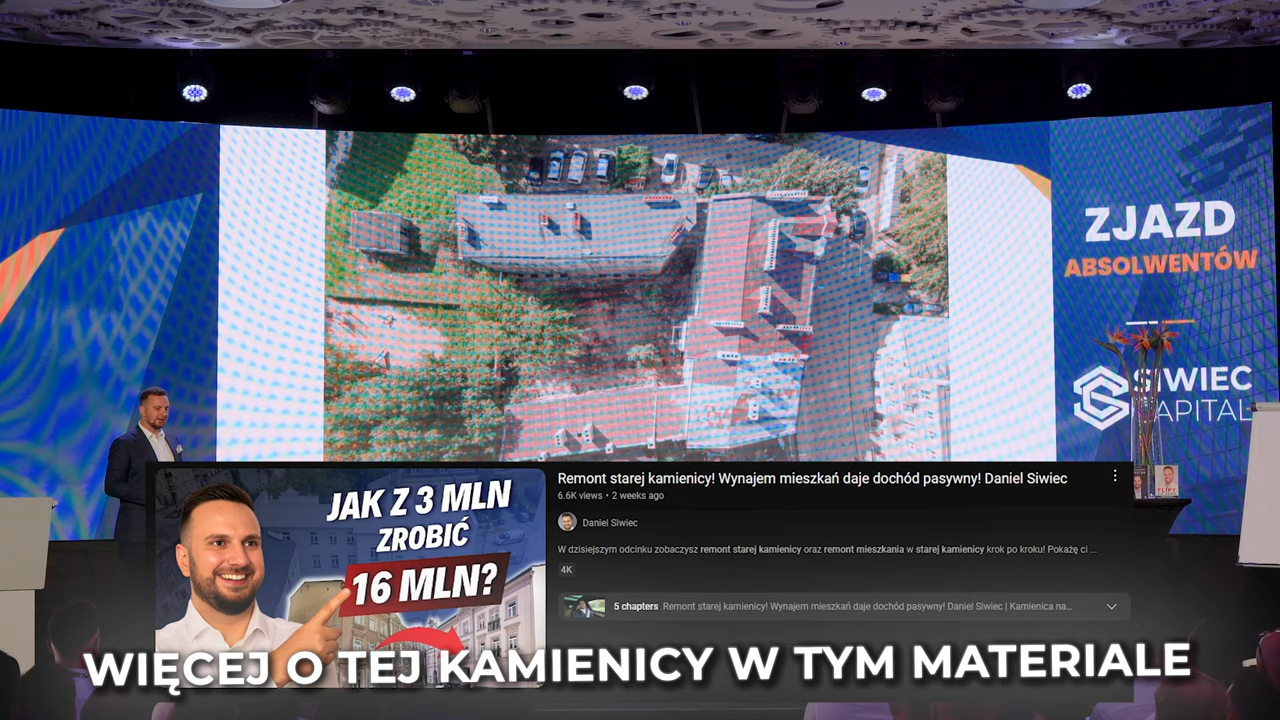 ZJAZD
ABSOLWENTÓW
SIWIEC
CAPITAL
FLIPY
JAK Z 3 MLN
ZROBIĆ
16 MLN?
Remont starej kamienicy! Wynajem mieszkań daje dochód pasywny! Daniel Siwiec
6.6K views • 2 weeks ago
Daniel Siwiec
W dzisiejszym odcinku zobaczysz remont starej kamienicy oraz remont mieszkania w starej kamienicy krok po kroku! Pokażę ci ...
4K
5 chapters Remont starej kamienicy! Wynajem mieszkań daje dochód pasywny! Daniel Siwiec | Kamienica na...
WIĘCEJ O TEJ KAMIENICY W TYM MATERIALE